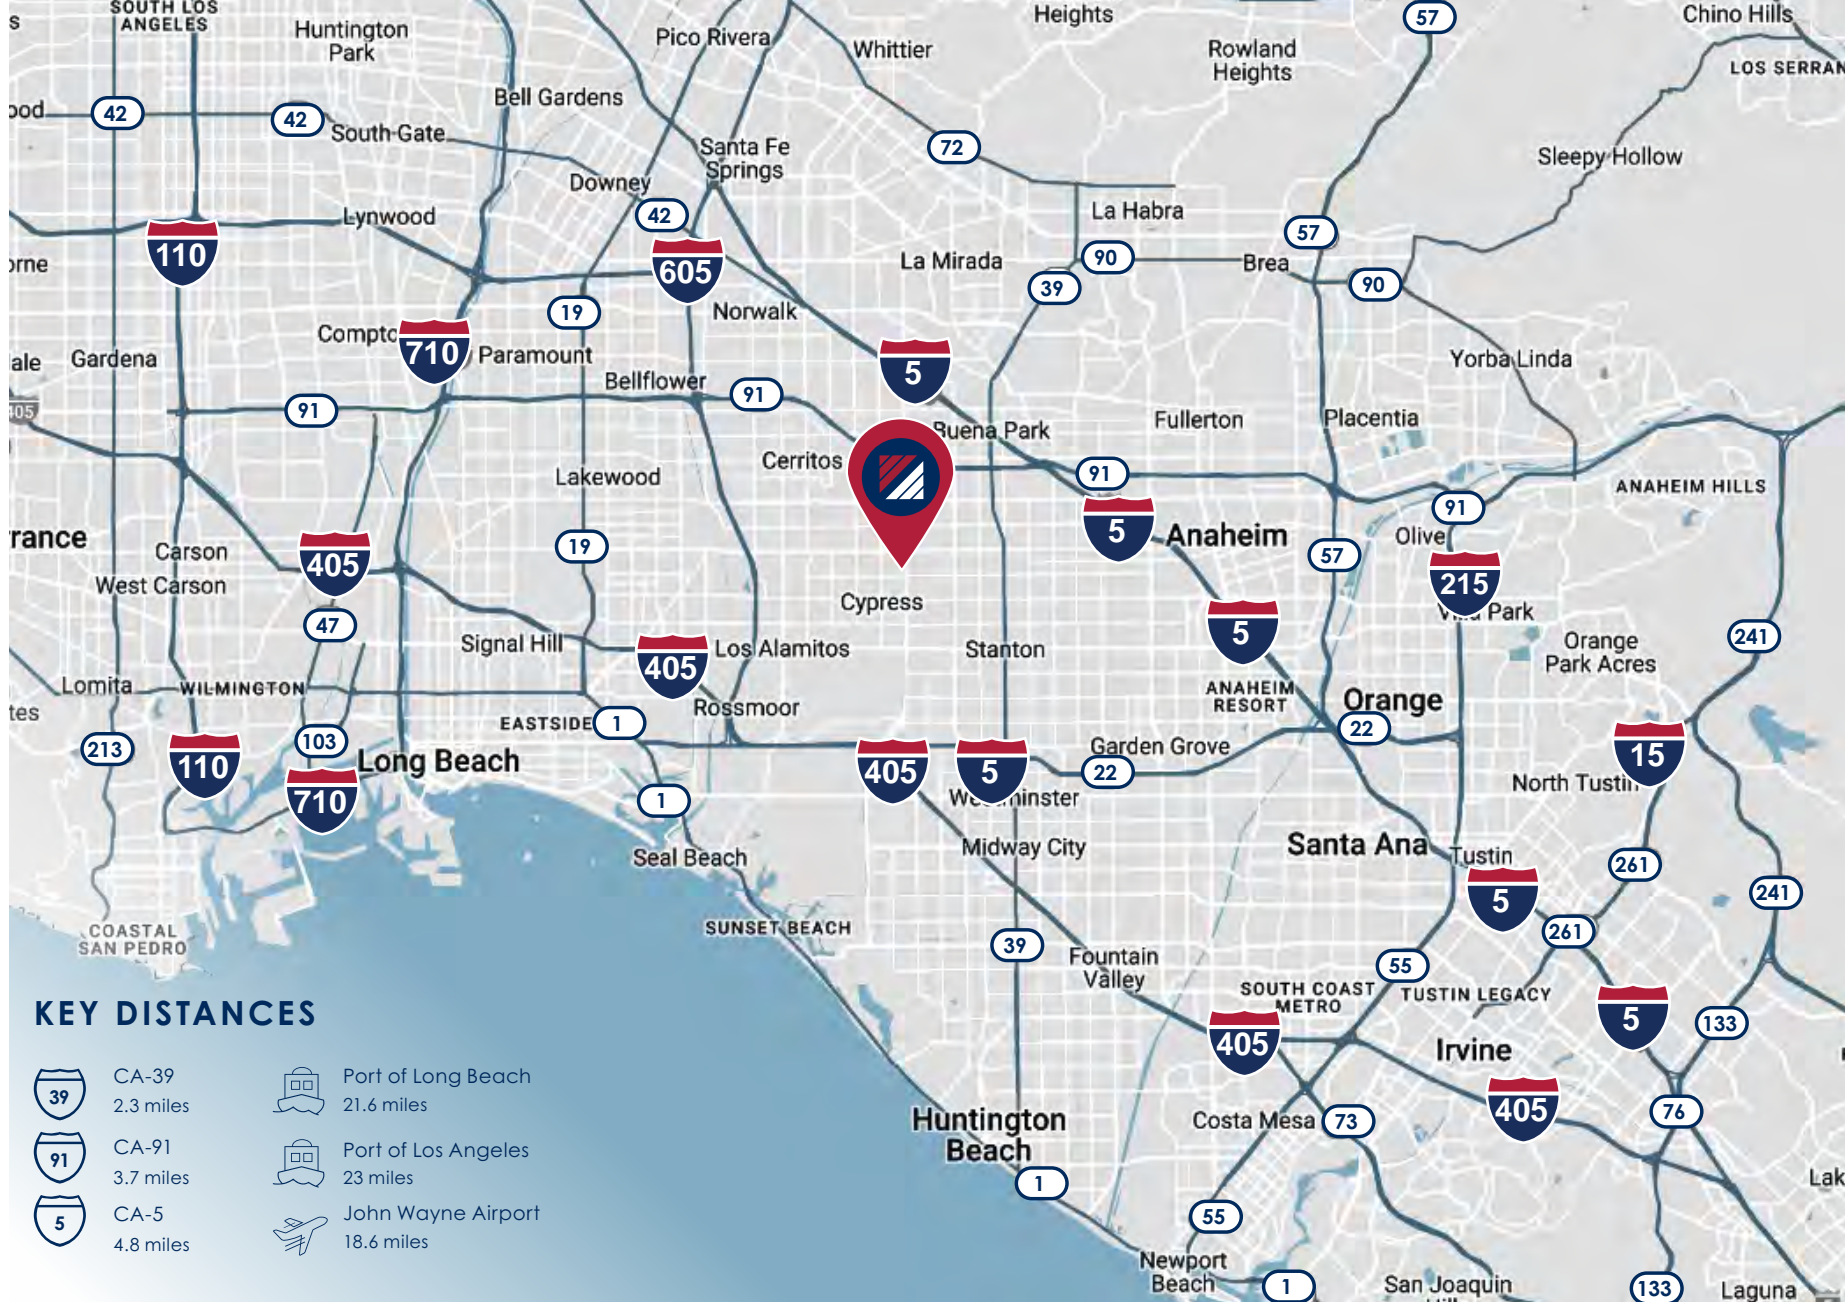 SOUTH LOS
ANGELES
Huntington
Park
Pico Rivera
Whittier
Heights
Rowland
Heights
57
Chino Hills
LOS SERRAN
Bell Gardens
ood
42
42
South Gate
72
Santa Fe
Springs
Sleepy Hollow
Downey
Lynwood
42
La Habra
57
110
orne
605
La Mirada
90
Brea
90
39
19
Norwalk
Compto
710
Paramount
ale
Gardena
5
Yorba Linda
Bellflower
91
91
405
Buena Park
Fullerton
Placentia
Cerritos
Lakewood
91
91
ANAHEIM HILLS
5
Anaheim
Olive
rance
Carson
West Carson
405
19
57
215
Villa Park
Cypress
47
5
241
Signal Hill
405
Los Alamitos
Stanton
Orange
Park Acres
Lomita
WILMINGTON
ANAHEIM
RESORT
Orange
tes
Rossmoor
EASTSIDE
1
22
213
110
103
Garden Grove
15
Long Beach
405
5
22
710
North Tustin
1
Westminster
Midway City
Santa Ana
Tustin
Seal Beach
261
5
241
SUNSET BEACH
COASTAL
SAN PEDRO
39
261
Fountain
Valley
55
SOUTH COAST
METRO
TUSTIN LEGACY
5
133
405
Irvine
405
76
Huntington
Beach
Costa Mesa
73
1
Lak
55
Newport
Beach
1
San Joaquin
133
Laguna
KEY DISTANCES
39
CA-39
2.3 miles
91
CA-91
3.7 miles
5
CA-5
4.8 miles
Port of Long Beach
21.6 miles
Port of Los Angeles
23 miles
John Wayne Airport
18.6 miles